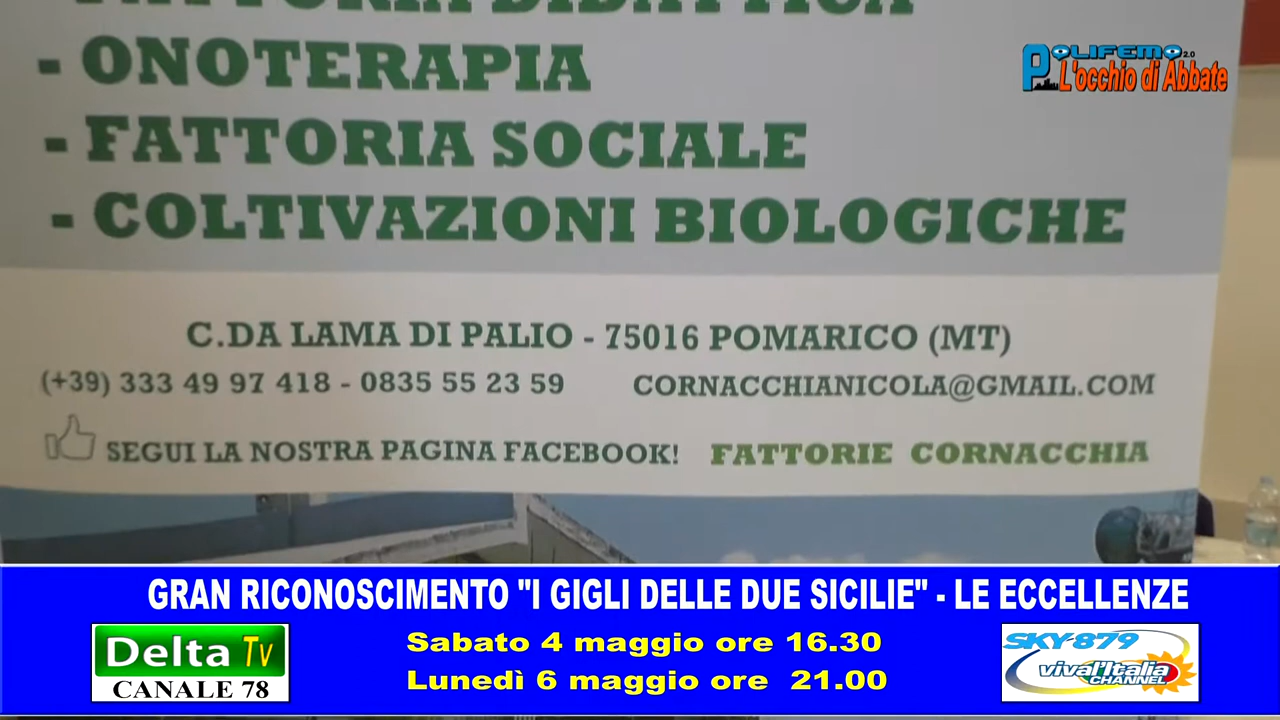 FATTORIA DIDATTICA
- ONOTERAPIA
- FATTORIA SOCIALE
- COLTIVAZIONI BIOLOGICHE
POLIFEMO 2.0
L'occhio di Abbate
C.DA LAMA DI PALIO - 75016 POMARICO (MT)
(+39) 333 49 97 418 - 0835 55 23 59 CORNACCHIANICOLA@GMAIL.COM
SEGUI LA NOSTRA PAGINA FACEBOOK! FATTORIE CORNACCHIA
GRAN RICONOSCIMENTO "I GIGLI DELLE DUE SICILIE" - LE ECCELLENZE
Delta Tv
CANALE 78
Sabato 4 maggio ore 16.30
Lunedì 6 maggio ore 21.00
SKY-879
viva l'Italia
CHANNEL